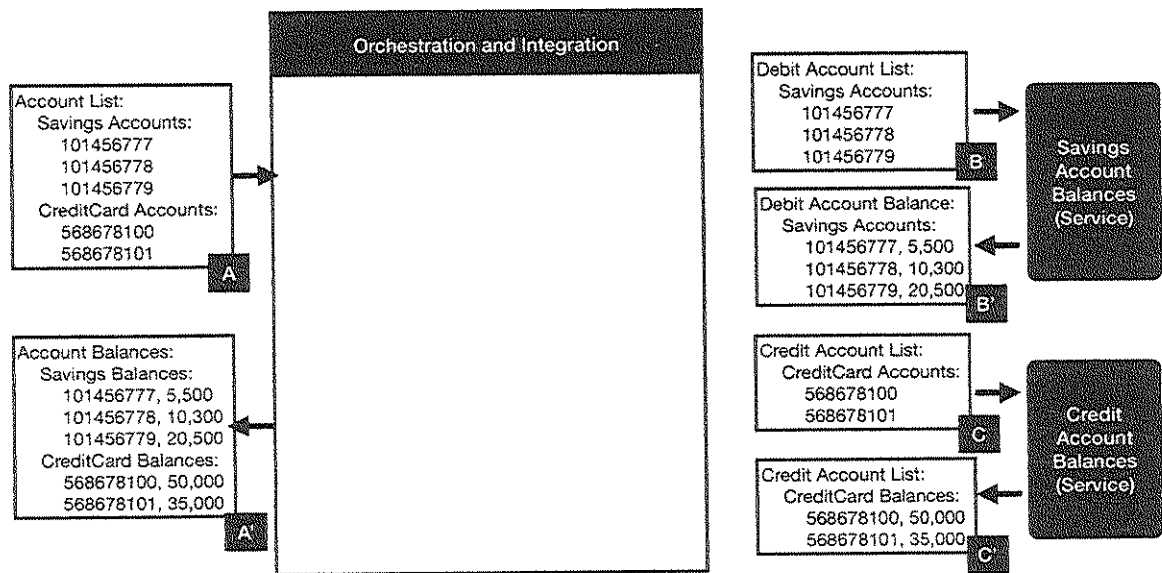 Orchestration and Integration
Account List:
Savings Accounts:
101456777
101456778
101456779
CreditCard Accounts:
568678100
568678101
A
Account Balances:
Savings Balances:
101456777, 5,500
101456778, 10,300
101456779, 20,500
CreditCard Balances:
568678100, 50,000
568678101, 35,000
A'
Debit Account List:
Savings Accounts:
101456777
101456778
101456779
B
Debit Account Balance:
Savings Accounts:
101456777, 5,500
101456778, 10,300
101456779, 20,500
B'
Savings
Account
Balances
(Service)
Credit Account List:
CreditCard Accounts:
568678100
568678101
C
Credit Account List:
CreditCard Balances:
568678100, 50,000
568678101, 35,000
C'
Credit
Account
Balances
(Service)